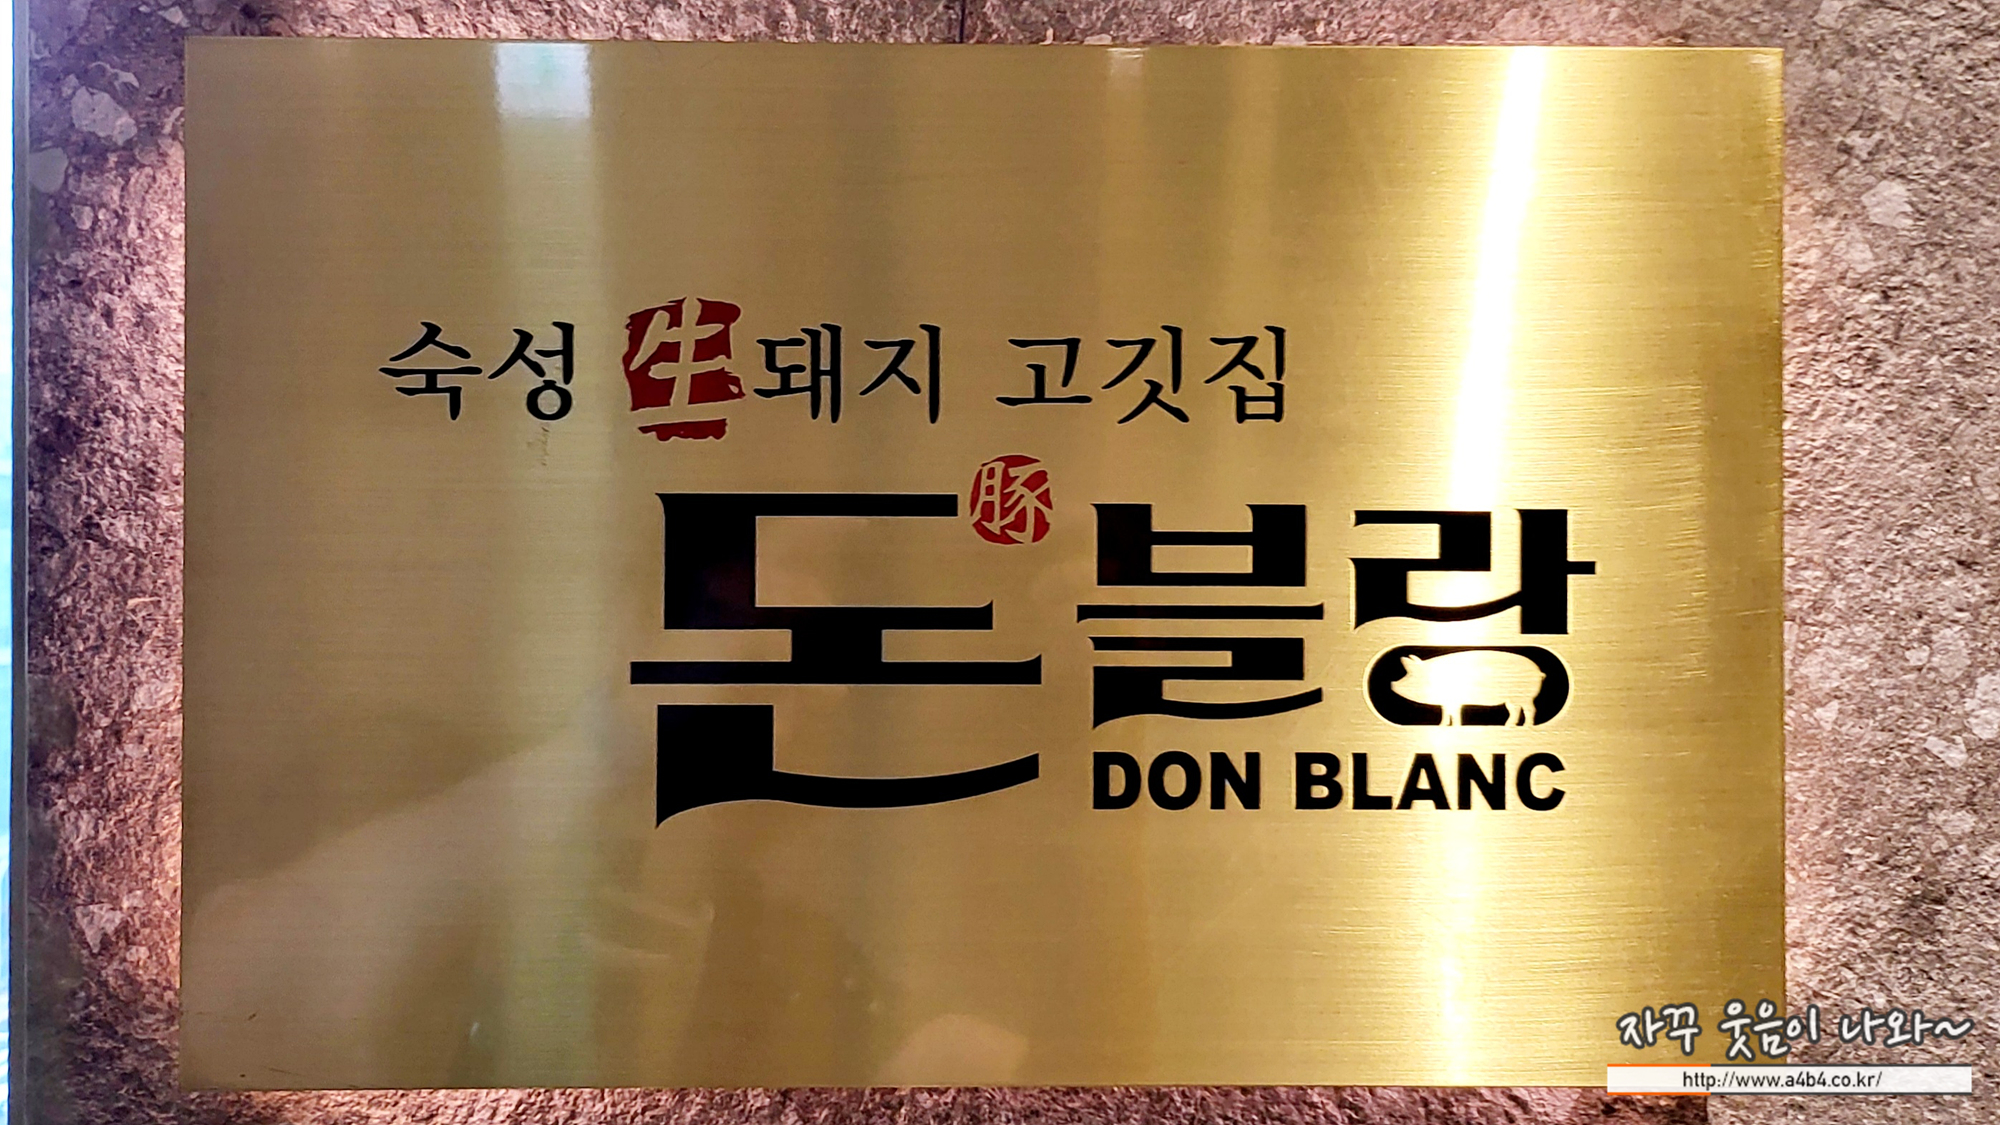 숙성 生돼지 고깃집
돈豚블랑
DON BLANC
자꾸 웃음이 나와~
http://www.a4b4.co.kr/